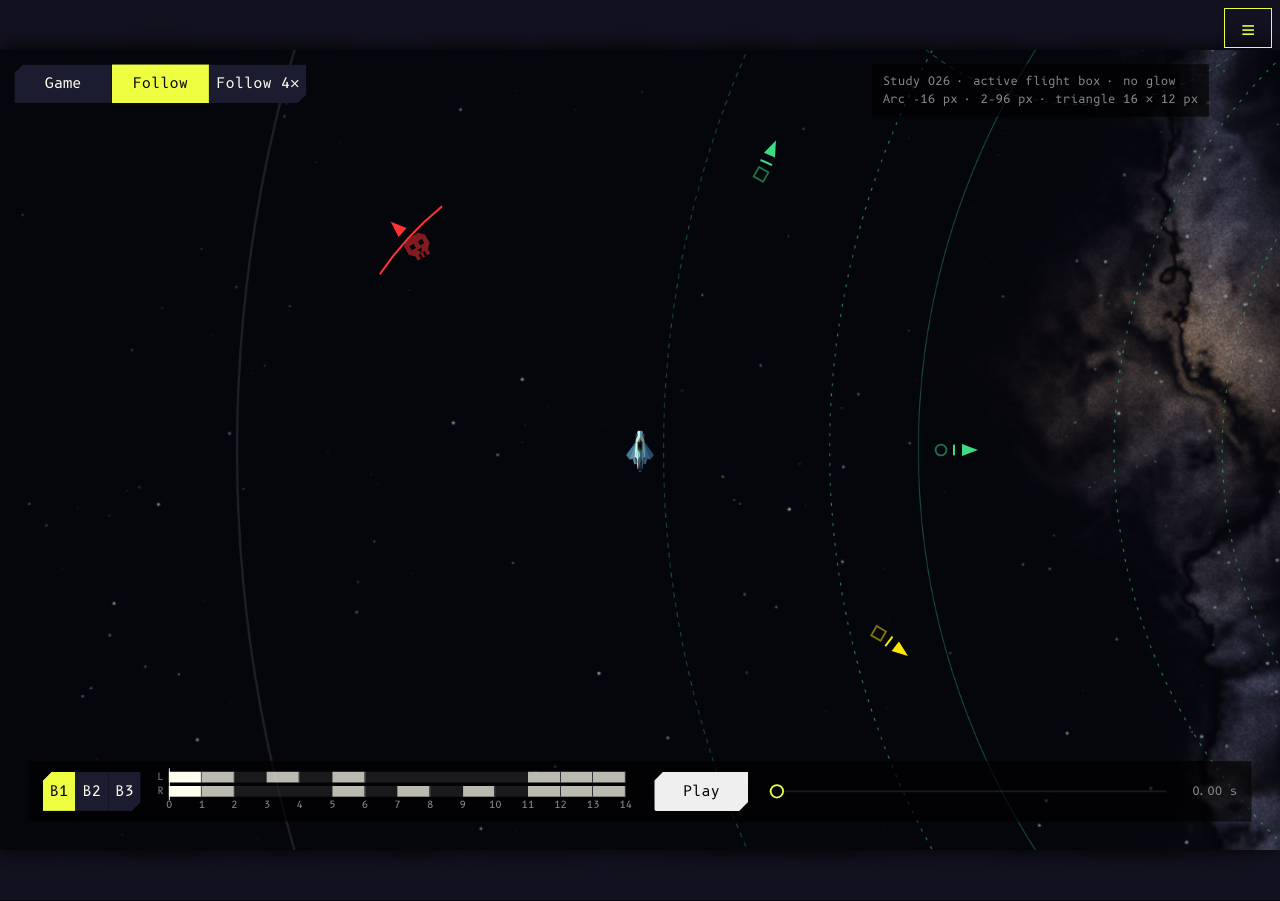 ≡
Game Follow Follow 4×
Study 026 · active flight box · no glow
Arc -16 px · 2-96 px · triangle 16 × 12 px
B1 B2 B3
L
R
0 1 2 3 4 5 6 7 8 9 10 11 12 13 14
Play
0.00 s